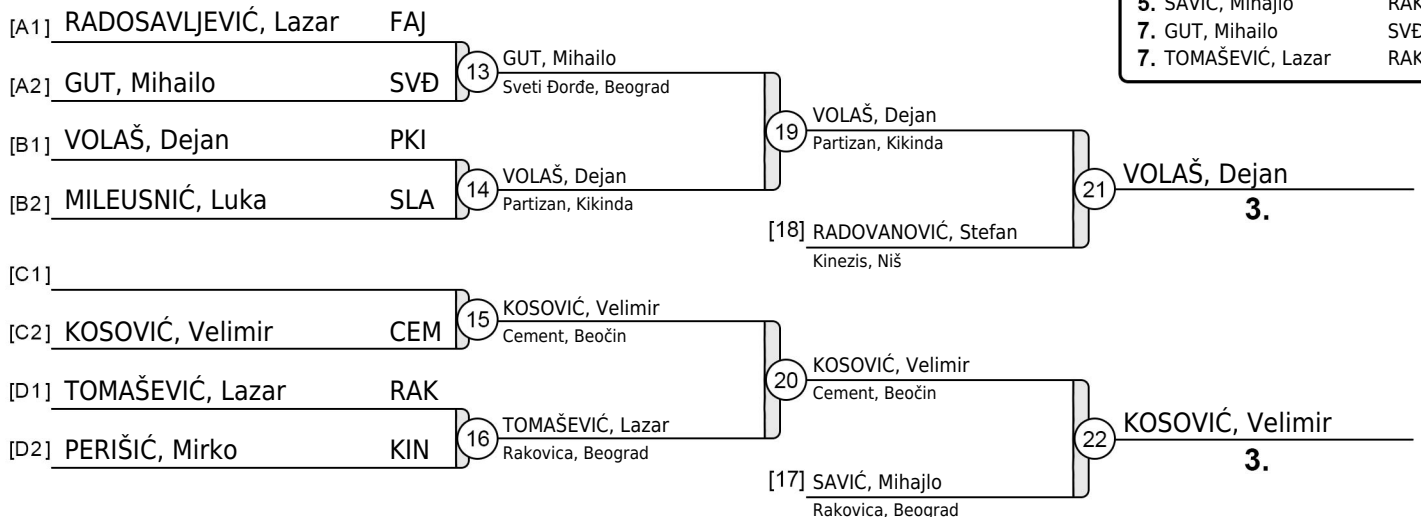 5. SAVIĆ, Mihajlo RAK
7. GUT, Mihailo SVĐ
7. TOMAŠEVIĆ, Lazar RAK
[A1] RADOSAVLJEVIĆ, Lazar FAJ
[A2] GUT, Mihailo SVĐ
13 GUT, Mihailo
Sveti Đorđe, Beograd
[B1] VOLAŠ, Dejan PKI
[B2] MILEUSNIĆ, Luka SLA
14 VOLAŠ, Dejan
Partizan, Kikinda
19 VOLAŠ, Dejan
Partizan, Kikinda
[18] RADOVANOVIĆ, Stefan
Kinezis, Niš
21 VOLAŠ, Dejan
3.
[C1]
[C2] KOSOVIĆ, Velimir CEM
15 KOSOVIĆ, Velimir
Cement, Beočin
[D1] TOMAŠEVIĆ, Lazar RAK
[D2] PERIŠIĆ, Mirko KIN
16 TOMAŠEVIĆ, Lazar
Rakovica, Beograd
20 KOSOVIĆ, Velimir
Cement, Beočin
[17] SAVIĆ, Mihajlo
Rakovica, Beograd
22 KOSOVIĆ, Velimir
3.